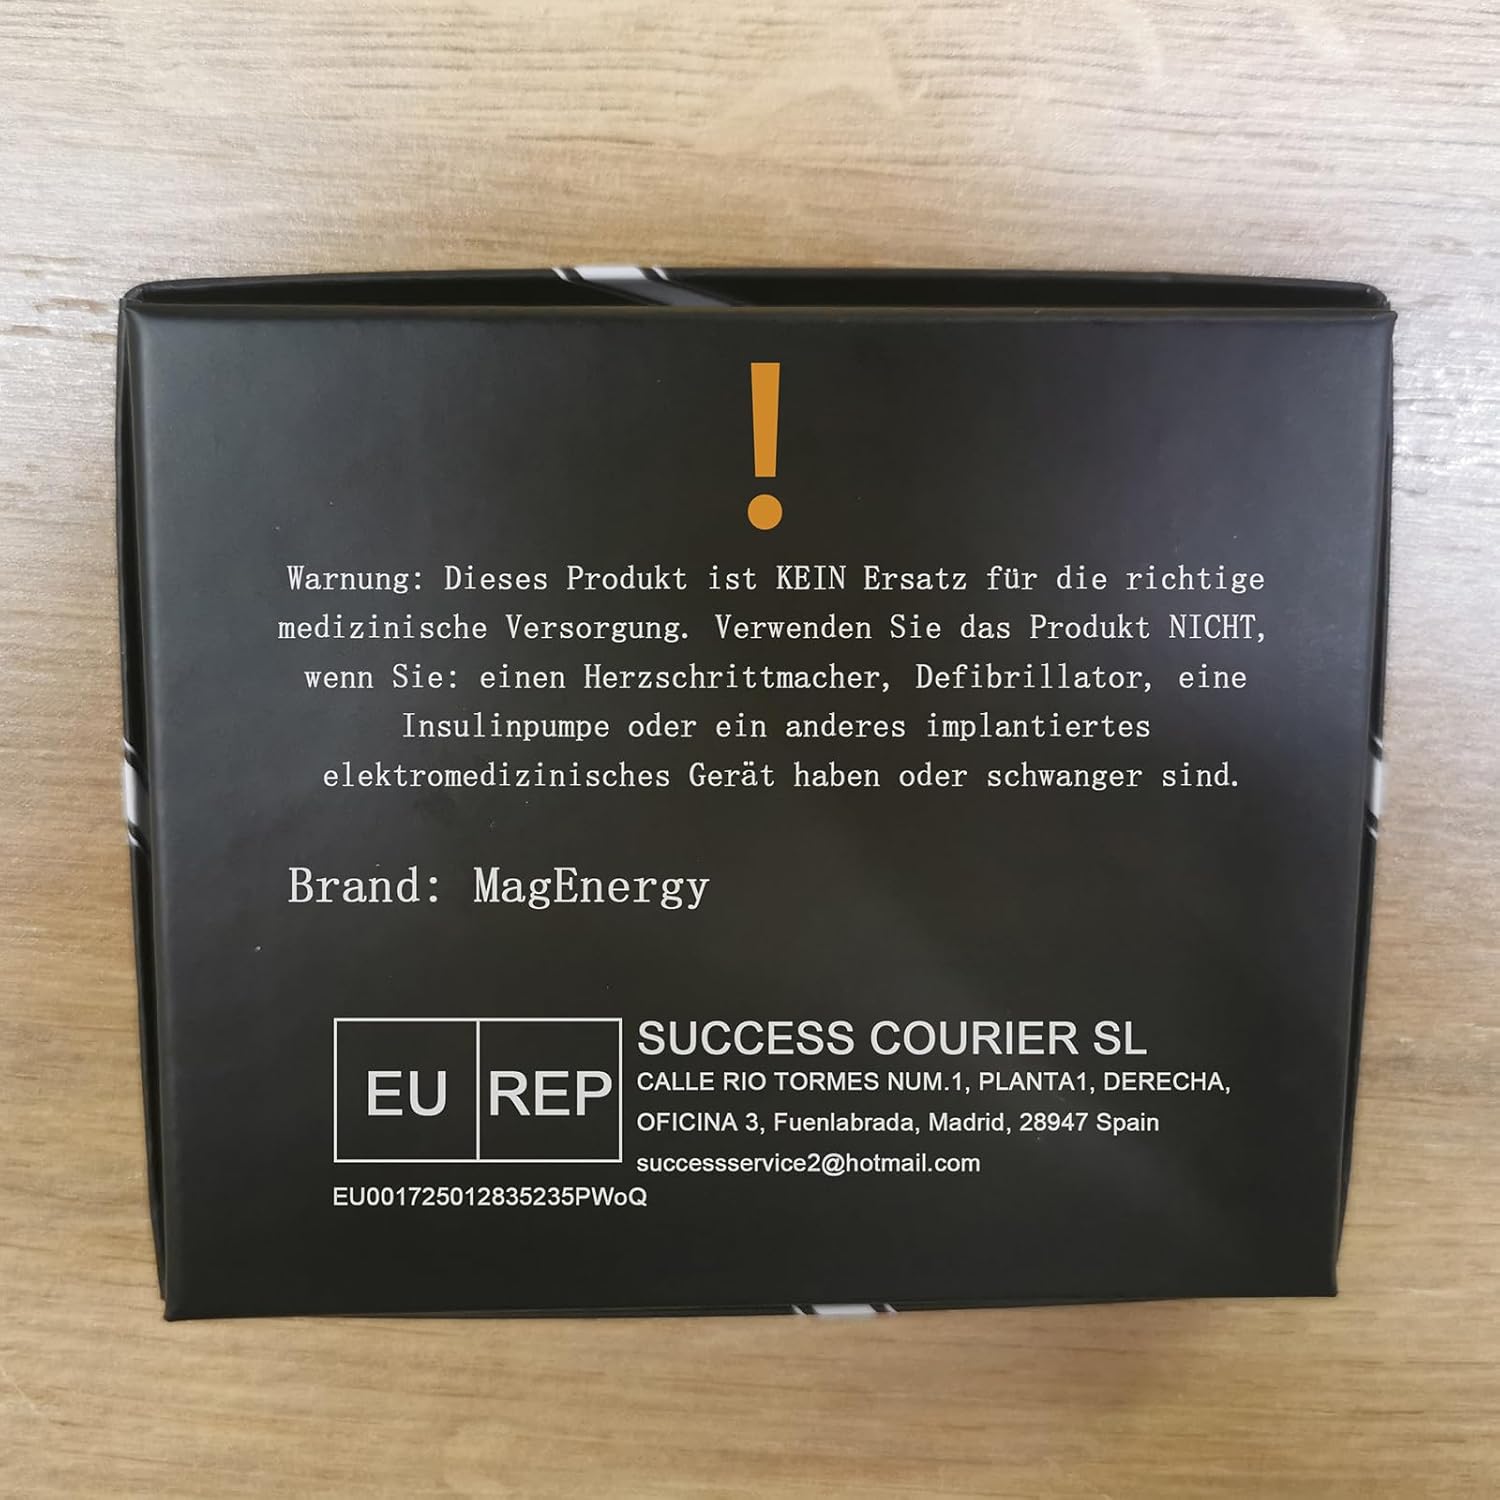 !
Warnung: Dieses Produkt ist KEIN Ersatz für die richtige
medizinische Versorgung. Verwenden Sie das Produkt NICHT,
wenn Sie: einen Herzschrittmacher, Defibrillator, eine
Insulinpumpe oder ein anderes implantiertes
elektromedizinisches Gerät haben oder schwanger sind.
Brand: MagEnergy
EU REP
SUCCESS COURIER SL
CALLE RIO TORMES NUM.1, PLANTA1, DERECHA,
OFICINA 3, Fuenlabrada, Madrid, 28947 Spain
successservice2@hotmail.com
EU001725012835235PWoQ